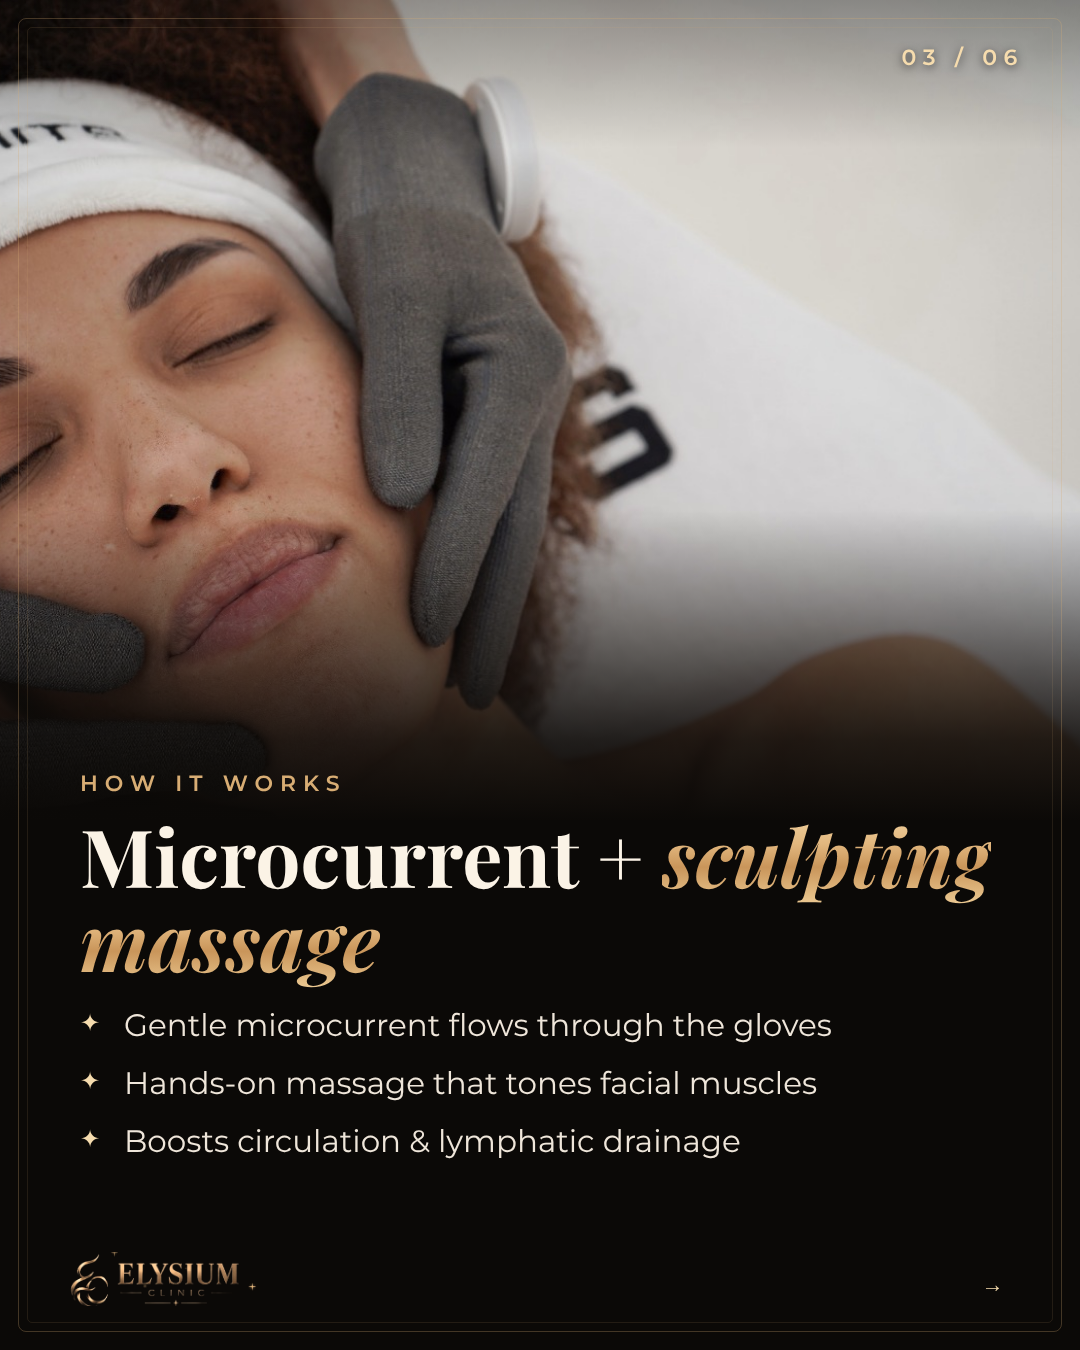 03 / 06
HOW IT WORKS
Microcurrent + sculpting
massage
✦ Gentle microcurrent flows through the gloves
✦ Hands-on massage that tones facial muscles
✦ Boosts circulation & lymphatic drainage
ELYSIUM
CLINIC
→